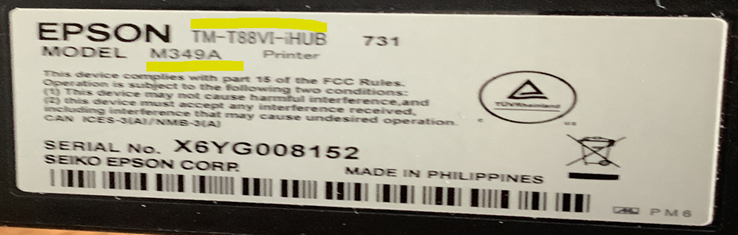 EPSON TM-T88VI-iHUB 731
MODEL M349A Printer
This device complies with part 15 of the FCC Rules.
Operation is subject to the following two conditions:
(1) This device may not cause harmful interference,and
(2) this device must accept any interference received,
including interference that may cause undesired operation.
CAN ICES-3(A)/NMB-3(A)
TÜVRheinland
c us
SERIAL No. X6YG008152
SEIKO EPSON CORP. MADE IN PHILIPPINES
PM6